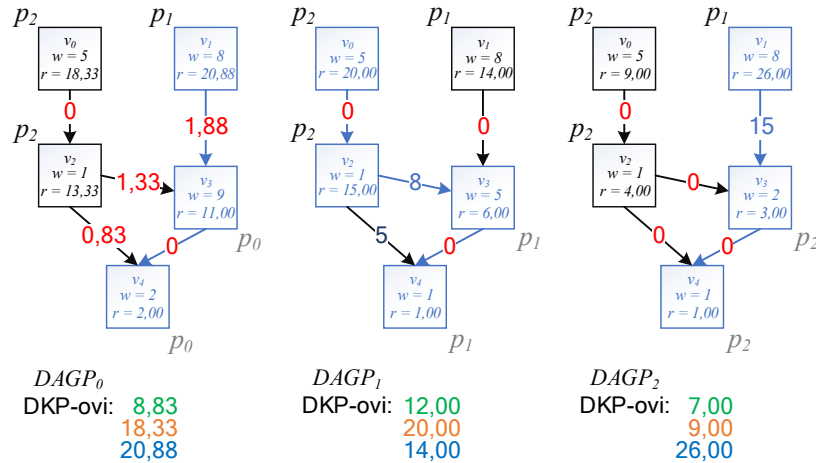 p2 p1
v0
w = 5
r = 18,33
v1
w = 8
r = 20,88
0
1,88
p2
v2
w = 1
r = 13,33
1,33
v3
w = 9
r = 11,00
0,83
0
p0
v4
w = 2
r = 2,00
p0
DAGP0
DKP-ovi: 8,83
18,33
20,88
p2 p1
v0
w = 5
r = 20,00
v1
w = 8
r = 14,00
0
0
p2
v2
w = 1
r = 15,00
8
v3
w = 5
r = 6,00
5
0
p1
v4
w = 1
r = 1,00
p1
DAGP1
DKP-ovi: 12,00
20,00
14,00
p2 p1
v0
w = 5
r = 9,00
v1
w = 8
r = 26,00
0
15
p2
v2
w = 1
r = 4,00
0
v3
w = 2
r = 3,00
0
0
p2
v4
w = 1
r = 1,00
p2
DAGP2
DKP-ovi: 7,00
9,00
26,00